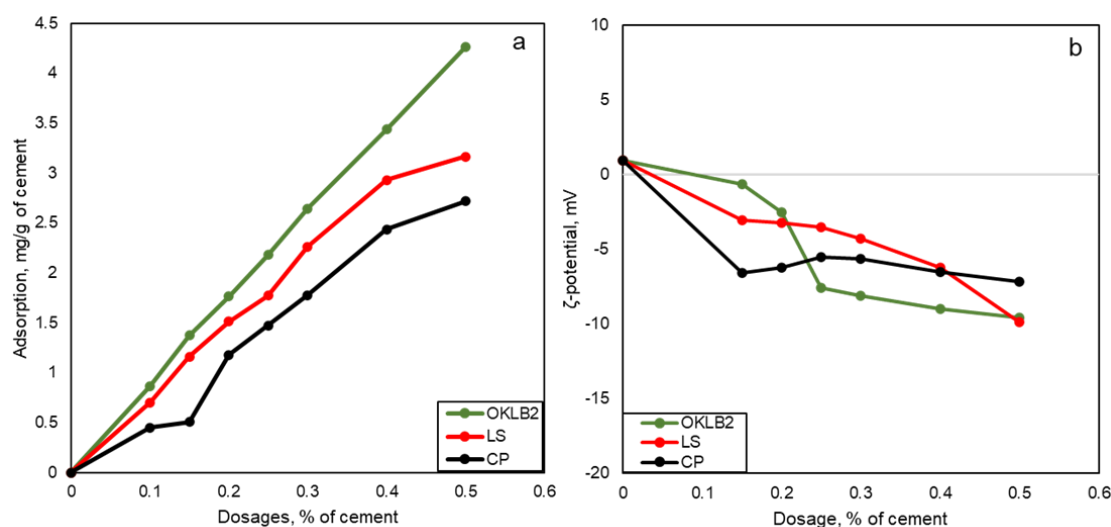 a
Adsorption, mg/g of cement
4.5
4
3.5
3
2.5
2
1.5
1
0.5
0
0 0.1 0.2 0.3 0.4 0.5 0.6
Dosages, % of cement
OKLB2
LS
CP
b
ζ-potential, mV
10
5
0
-5
-10
-15
-20
0 0.1 0.2 0.3 0.4 0.5 0.6
Dosage, % of cement
OKLB2
LS
CP